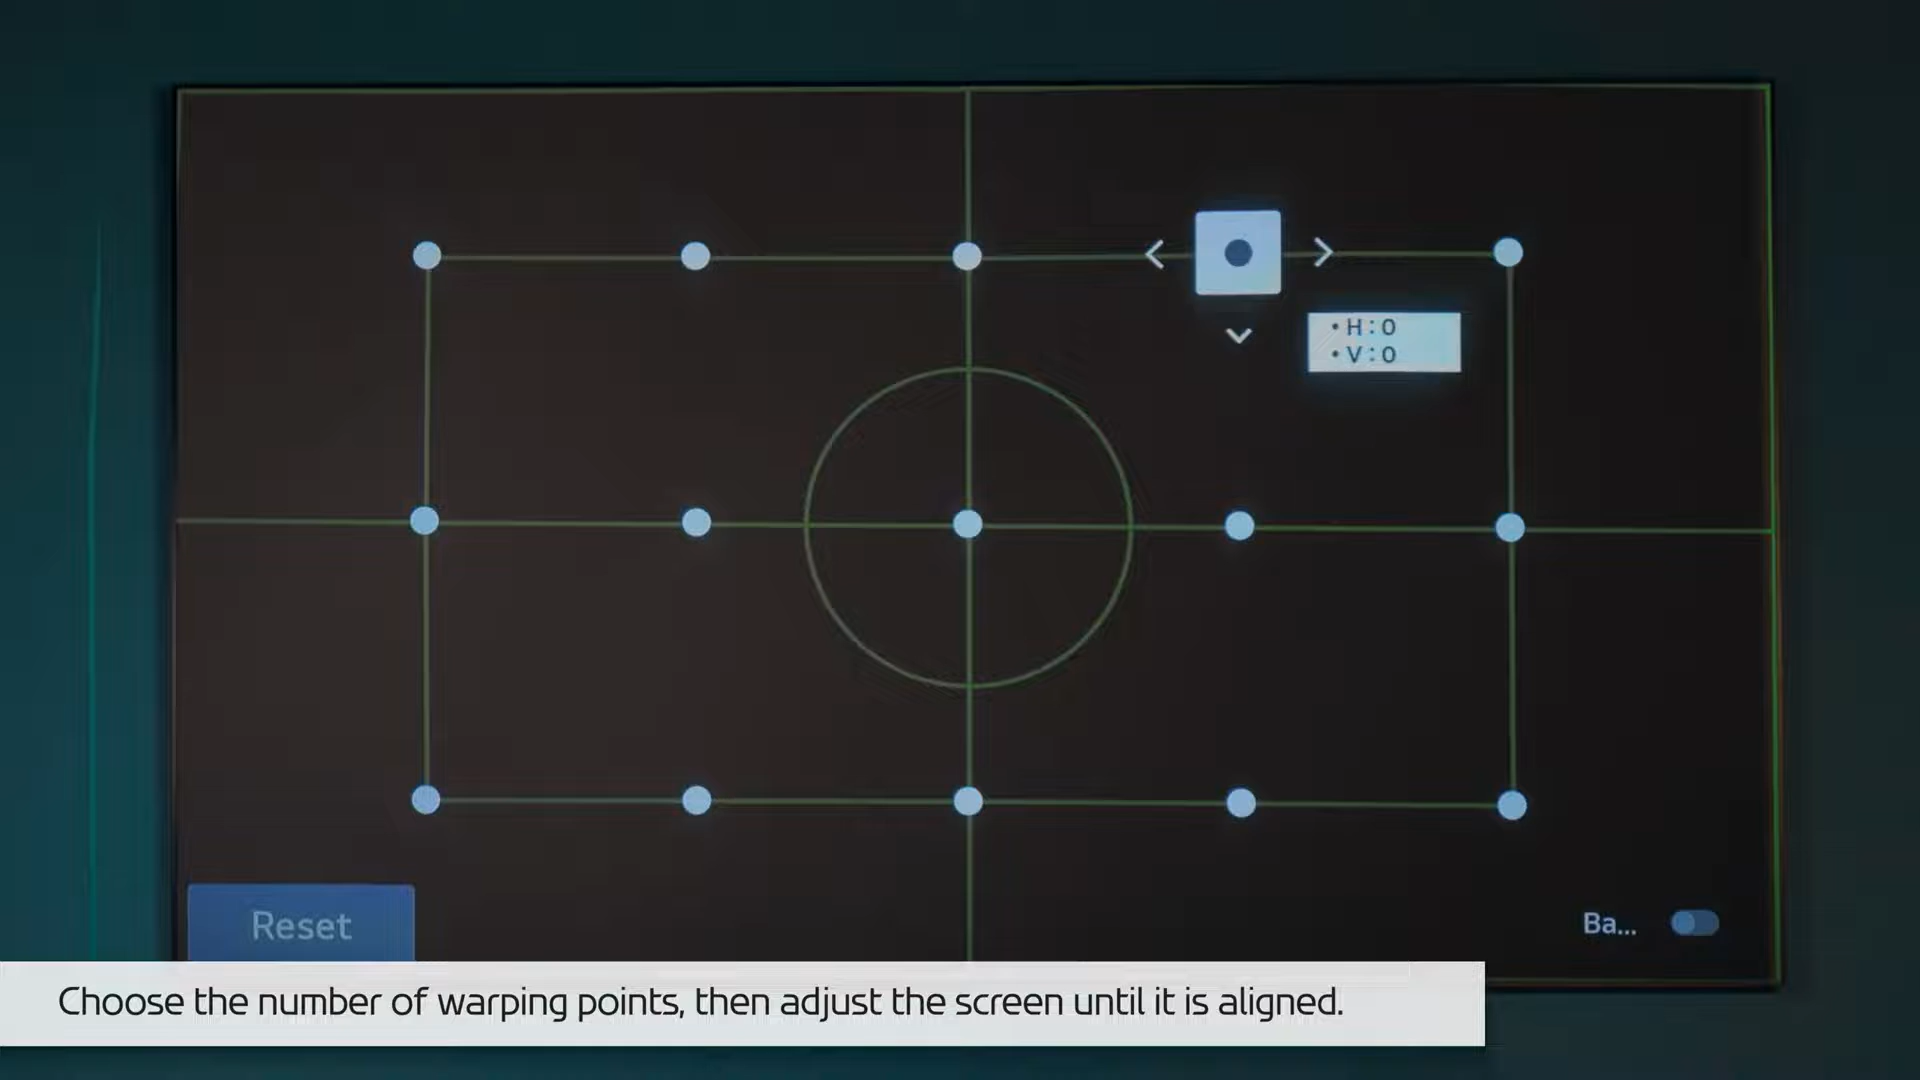 • H : 0
• V : 0
Reset
Ba...
Choose the number of warping points, then adjust the screen until it is aligned.